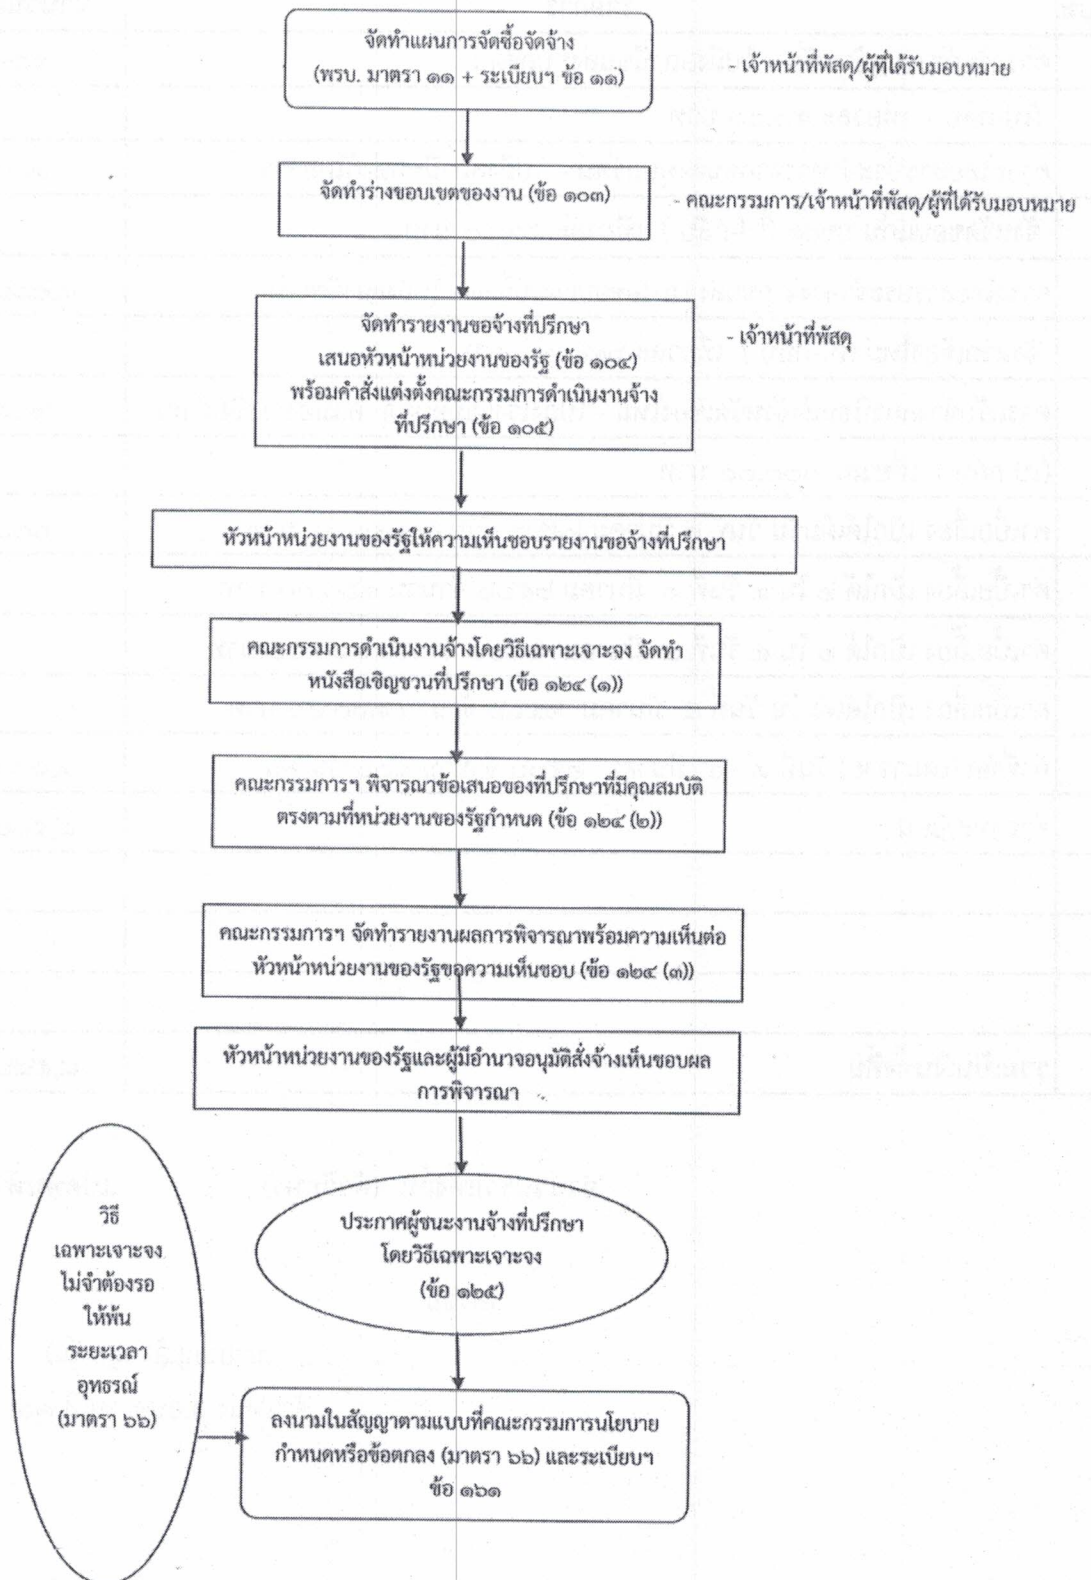 จัดทำแผนการจัดซื้อจัดจ้าง
(พรบ. มาตรา ๑๑ + ระเบียบฯ ข้อ ๑๑)
- เจ้าหน้าที่พัสดุ/ผู้ที่ได้รับมอบหมาย
จัดทำร่างขอบเขตของงาน (ข้อ ๑๐๓)
- คณะกรรมการ/เจ้าหน้าที่พัสดุ/ผู้ที่ได้รับมอบหมาย
จัดทำรายงานขอจ้างที่ปรึกษา
เสนอหัวหน้าหน่วยงานของรัฐ (ข้อ ๑๐๔)
พร้อมคำสั่งแต่งตั้งคณะกรรมการดำเนินงานจ้าง
ที่ปรึกษา (ข้อ ๑๐๕)
- เจ้าหน้าที่พัสดุ
หัวหน้าหน่วยงานของรัฐให้ความเห็นชอบรายงานขอจ้างที่ปรึกษา
คณะกรรมการดำเนินงานจ้างโดยวิธีเฉพาะเจาะจง จัดทำ
หนังสือเชิญชวนที่ปรึกษา (ข้อ ๑๒๔ (๑))
คณะกรรมการฯ พิจารณาข้อเสนอของที่ปรึกษาที่มีคุณสมบัติ
ตรงตามที่หน่วยงานของรัฐกำหนด (ข้อ ๑๒๔ (๒))
คณะกรรมการฯ จัดทำรายงานผลการพิจารณาพร้อมความเห็นต่อ
หัวหน้าหน่วยงานของรัฐขอความเห็นชอบ (ข้อ ๑๒๔ (๓))
หัวหน้าหน่วยงานของรัฐและผู้มีอำนาจอนุมัติสั่งจ้างเห็นชอบผล
การพิจารณา
ประกาศผู้ชนะงานจ้างที่ปรึกษา
โดยวิธีเฉพาะเจาะจง
(ข้อ ๑๒๕)
วิธี
เฉพาะเจาะจง
ไม่จำต้องรอ
ให้พ้น
ระยะเวลา
อุทธรณ์
(มาตรา ๖๖)
ลงนามในสัญญาตามแบบที่คณะกรรมการนโยบาย
กำหนดหรือข้อตกลง (มาตรา ๖๖) และระเบียบฯ
ข้อ ๑๖๑